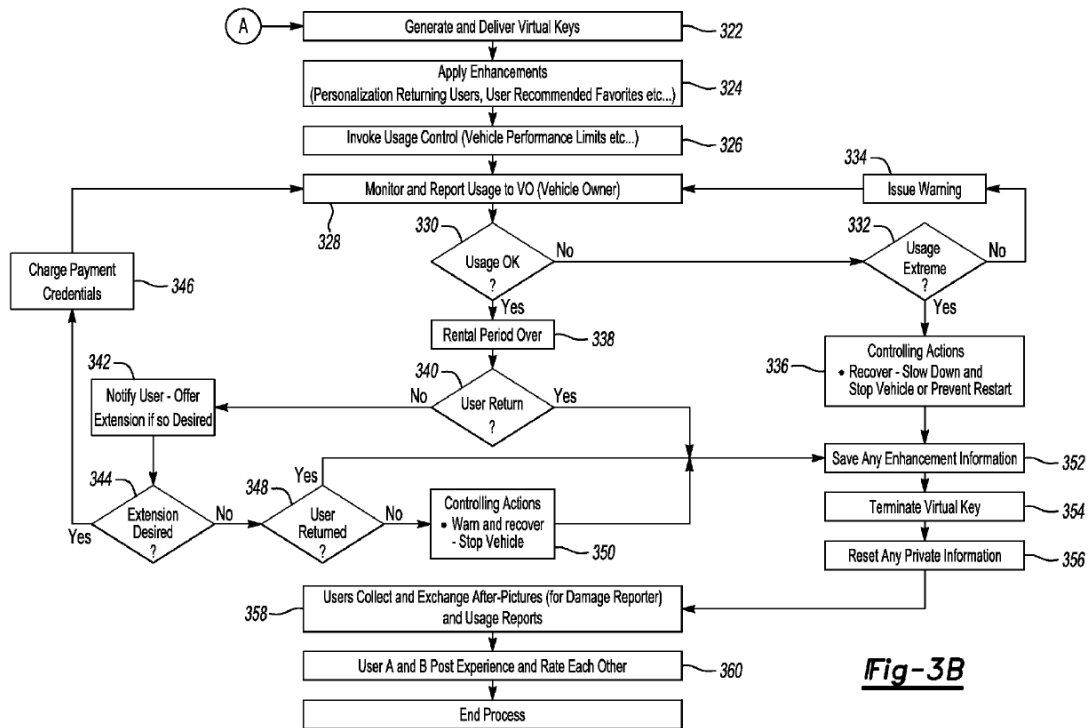 A
Generate and Deliver Virtual Keys
322
Apply Enhancements
(Personalization Returning Users, User Recommended Favorites etc...)
324
Invoke Usage Control (Vehicle Performance Limits etc...)
326
334
Monitor and Report Usage to VO (Vehicle Owner)
Issue Warning
328
330
332
Usage OK
?
No
Usage
Extreme
?
No
Charge Payment
Credentials
346
Yes
Yes
Rental Period Over
338
Controlling Actions
• Recover - Slow Down and
Stop Vehicle or Prevent Restart
336
342
340
Notify User - Offer
Extension if so Desired
No
User Return
?
Yes
Save Any Enhancement Information
352
344
348
Yes
Extension
Desired
?
Yes
No
User
Returned
?
No
Controlling Actions
• Warn and recover
- Stop Vehicle
350
Terminate Virtual Key
354
Reset Any Private Information
356
Users Collect and Exchange After-Pictures (for Damage Reporter)
and Usage Reports
358
User A and B Post Experience and Rate Each Other
360
End Process
Fig-3B